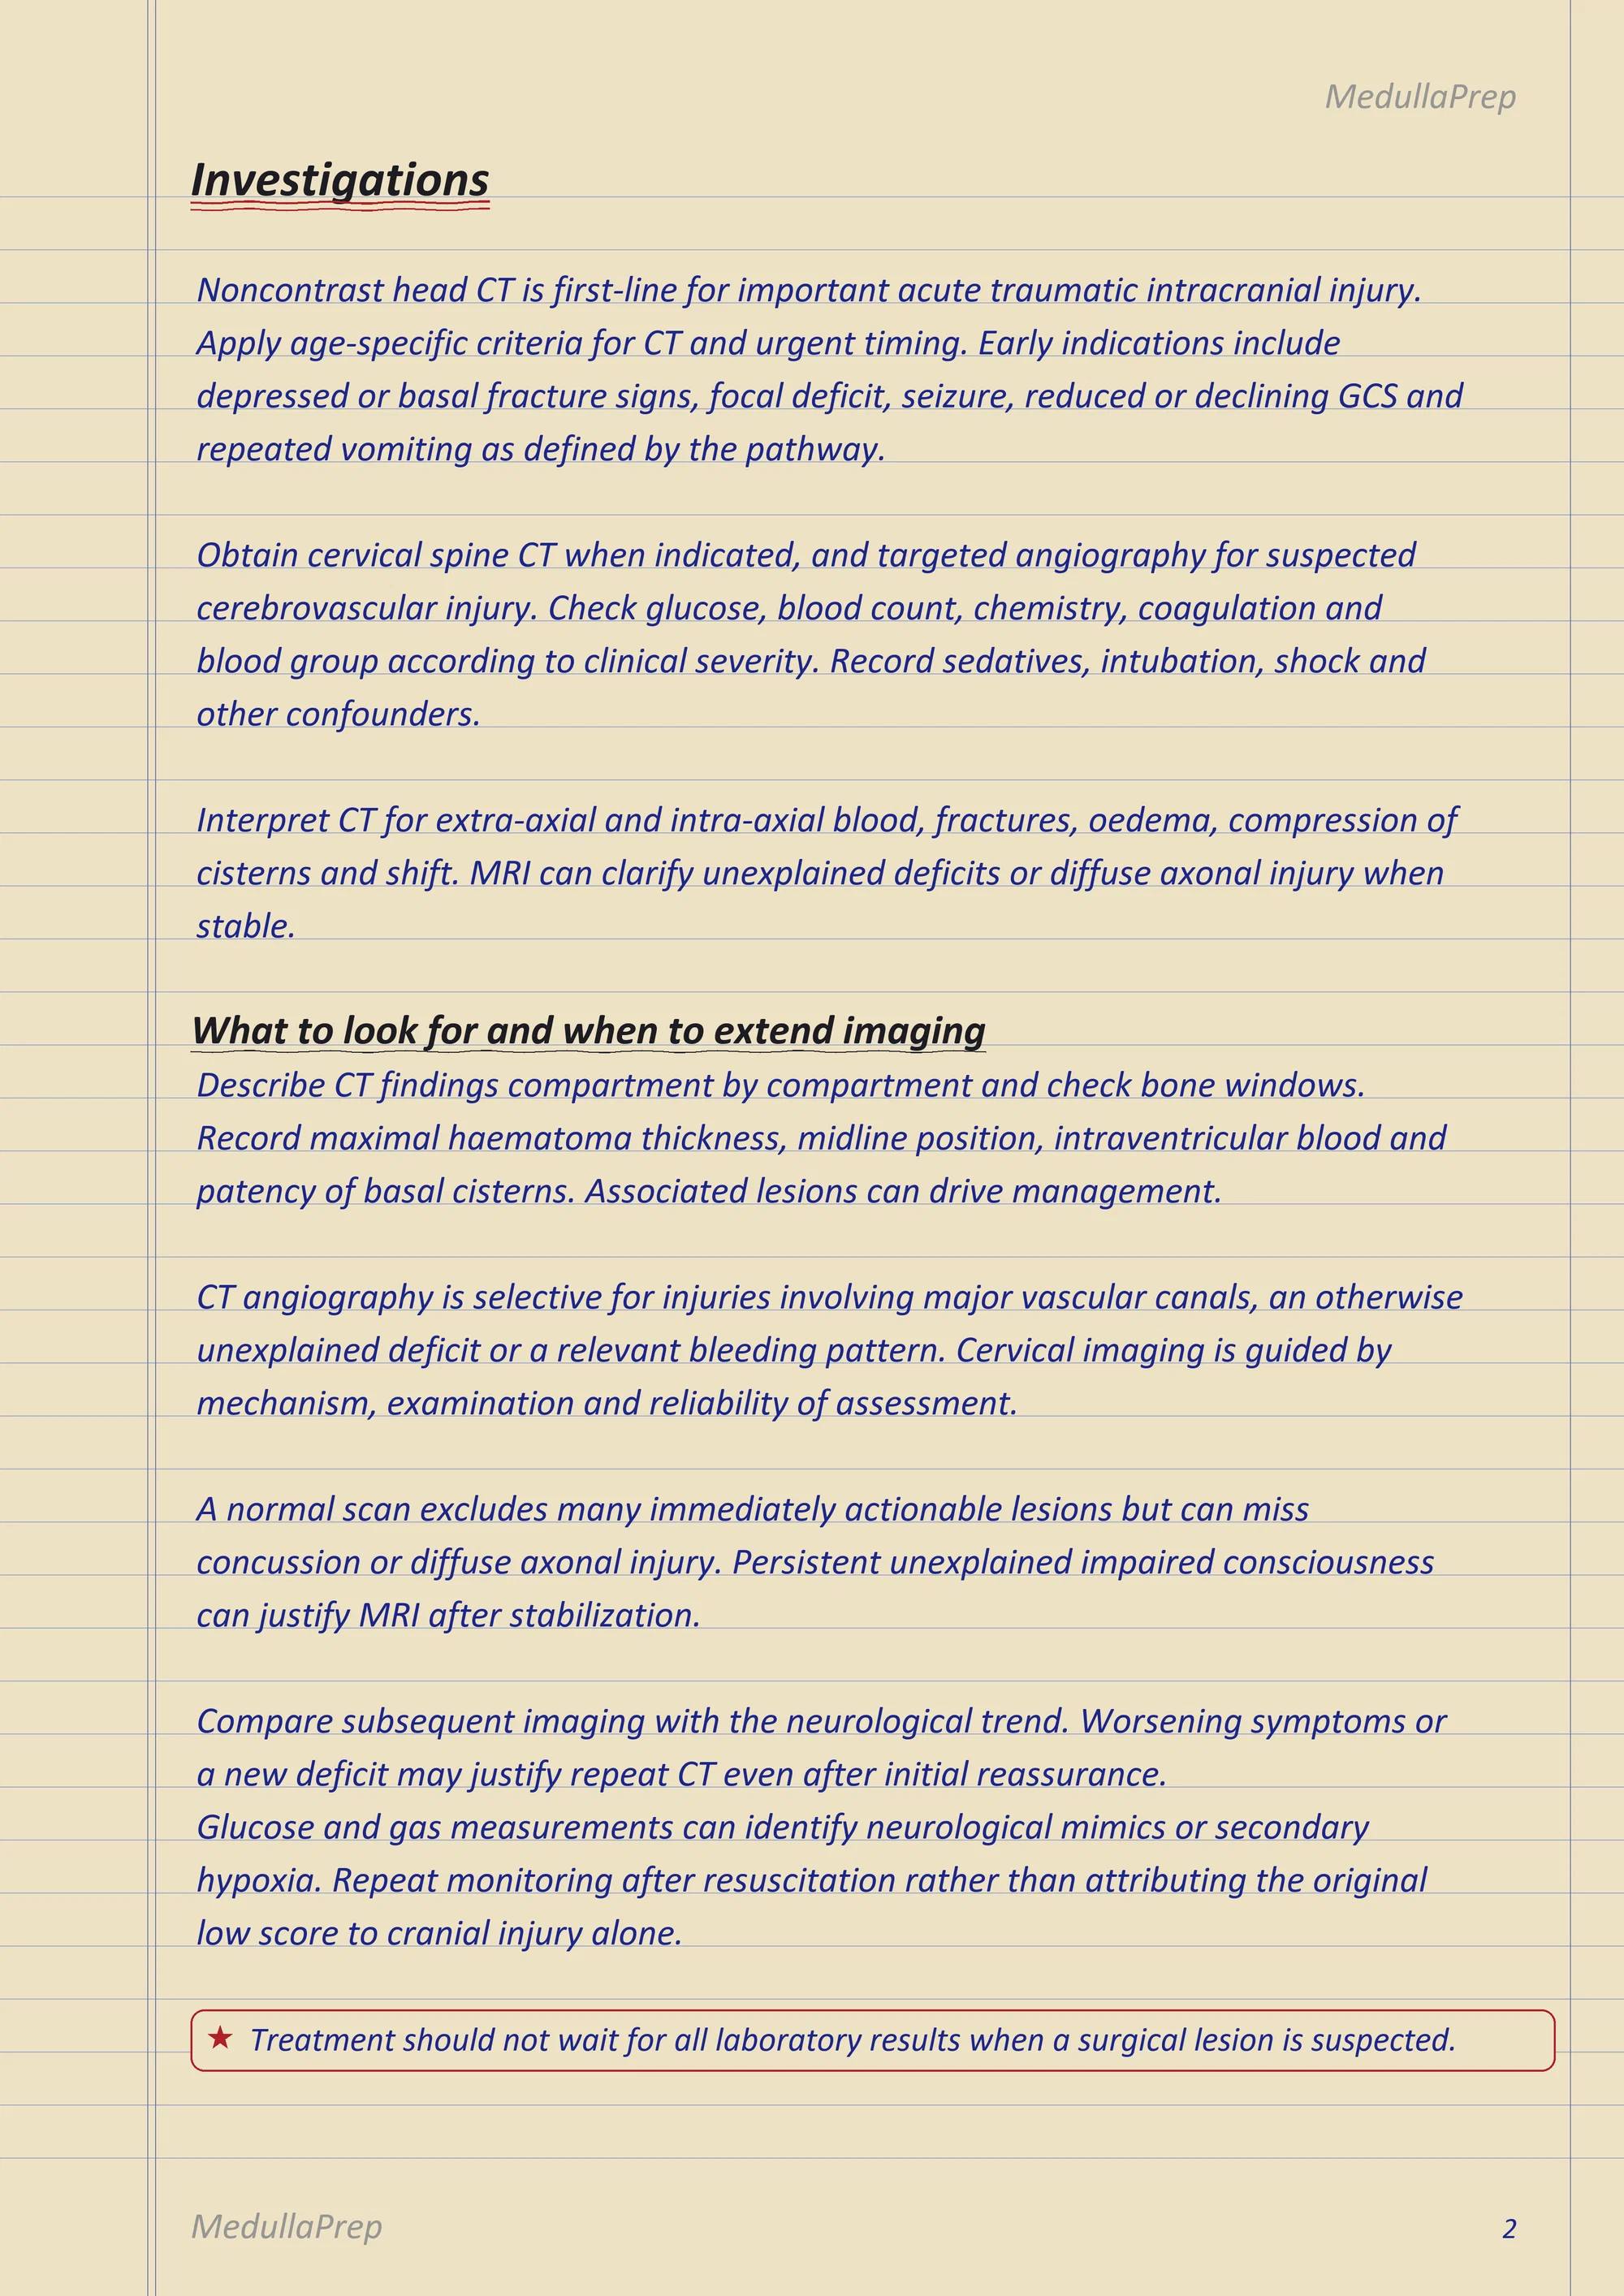 MedullaPrep
Investigations
Noncontrast head CT is first-line for important acute traumatic intracranial injury.
Apply age-specific criteria for CT and urgent timing. Early indications include
depressed or basal fracture signs, focal deficit, seizure, reduced or declining GCS and
repeated vomiting as defined by the pathway.
Obtain cervical spine CT when indicated, and targeted angiography for suspected
cerebrovascular injury. Check glucose, blood count, chemistry, coagulation and
blood group according to clinical severity. Record sedatives, intubation, shock and
other confounders.
Interpret CT for extra-axial and intra-axial blood, fractures, oedema, compression of
cisterns and shift. MRI can clarify unexplained deficits or diffuse axonal injury when
stable.
What to look for and when to extend imaging
Describe CT findings compartment by compartment and check bone windows.
Record maximal haematoma thickness, midline position, intraventricular blood and
patency of basal cisterns. Associated lesions can drive management.
CT angiography is selective for injuries involving major vascular canals, an otherwise
unexplained deficit or a relevant bleeding pattern. Cervical imaging is guided by
mechanism, examination and reliability of assessment.
A normal scan excludes many immediately actionable lesions but can miss
concussion or diffuse axonal injury. Persistent unexplained impaired consciousness
can justify MRI after stabilization.
Compare subsequent imaging with the neurological trend. Worsening symptoms or
a new deficit may justify repeat CT even after initial reassurance.
Glucose and gas measurements can identify neurological mimics or secondary
hypoxia. Repeat monitoring after resuscitation rather than attributing the original
low score to cranial injury alone.
★ Treatment should not wait for all laboratory results when a surgical lesion is suspected.
MedullaPrep
2